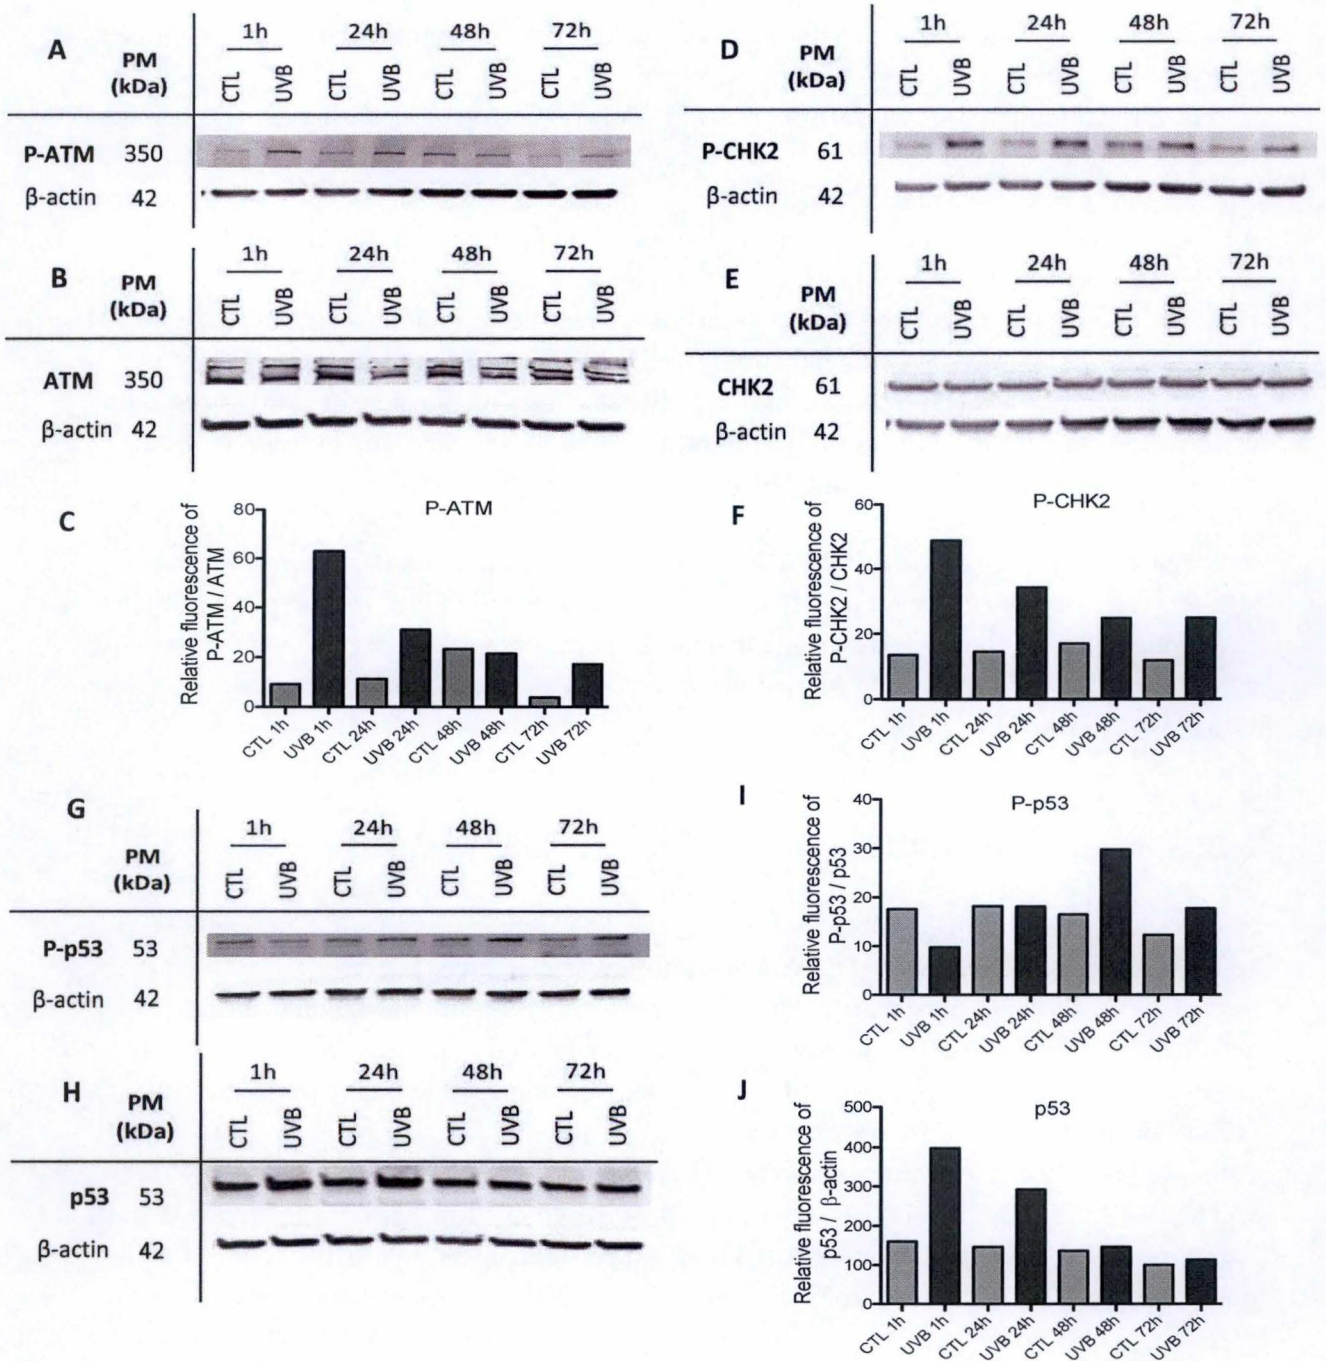 A
PM
(kDa)
1h 24h 48h 72h
CTL UVB CTL UVB CTL UVB CTL UVB
P-ATM 350
β-actin 42
D
PM
(kDa)
1h 24h 48h 72h
CTL UVB CTL UVB CTL UVB CTL UVB
P-CHK2 61
β-actin 42
B
PM
(kDa)
1h 24h 48h 72h
CTL UVB CTL UVB CTL UVB CTL UVB
ATM 350
β-actin 42
E
PM
(kDa)
1h 24h 48h 72h
CTL UVB CTL UVB CTL UVB CTL UVB
CHK2 61
β-actin 42
C
P-ATM
Relative fluorescence of
P-ATM / ATM
80
60
40
20
0
CTL 1h UVB 1h CTL 24h UVB 24h CTL 48h UVB 48h CTL 72h UVB 72h
F
P-CHK2
Relative fluorescence of
P-CHK2 / CHK2
60
40
20
0
CTL 1h UVB 1h CTL 24h UVB 24h CTL 48h UVB 48h CTL 72h UVB 72h
G
PM
(kDa)
1h 24h 48h 72h
CTL UVB CTL UVB CTL UVB CTL UVB
P-p53 53
β-actin 42
I
P-p53
Relative fluorescence of
P-p53 / p53
40
30
20
10
0
CTL 1h UVB 1h CTL 24h UVB 24h CTL 48h UVB 48h CTL 72h UVB 72h
H
PM
(kDa)
1h 24h 48h 72h
CTL UVB CTL UVB CTL UVB CTL UVB
p53 53
β-actin 42
J
p53
Relative fluorescence of
p53 / β-actin
500
400
300
200
100
0
CTL 1h UVB 1h CTL 24h UVB 24h CTL 48h UVB 48h CTL 72h UVB 72h